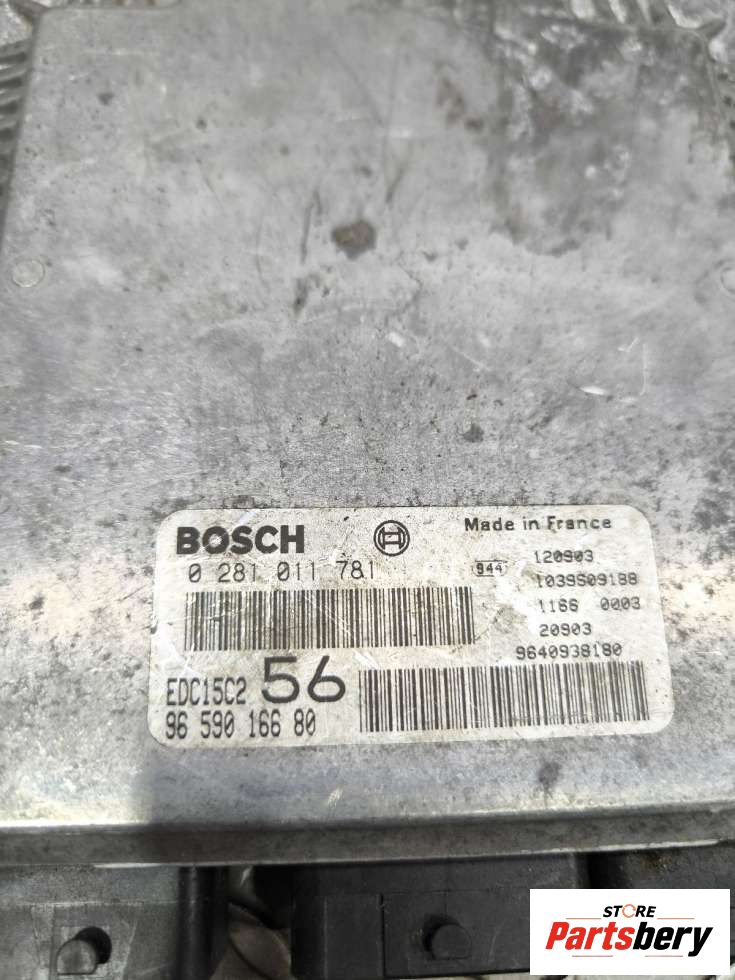 BOSCH
Made in France
0 281 011 781
944
120903
1039S09188
1166 0003
20903
9640938180
EDC15C2 56
96 590 166 80
STORE
Partsbery